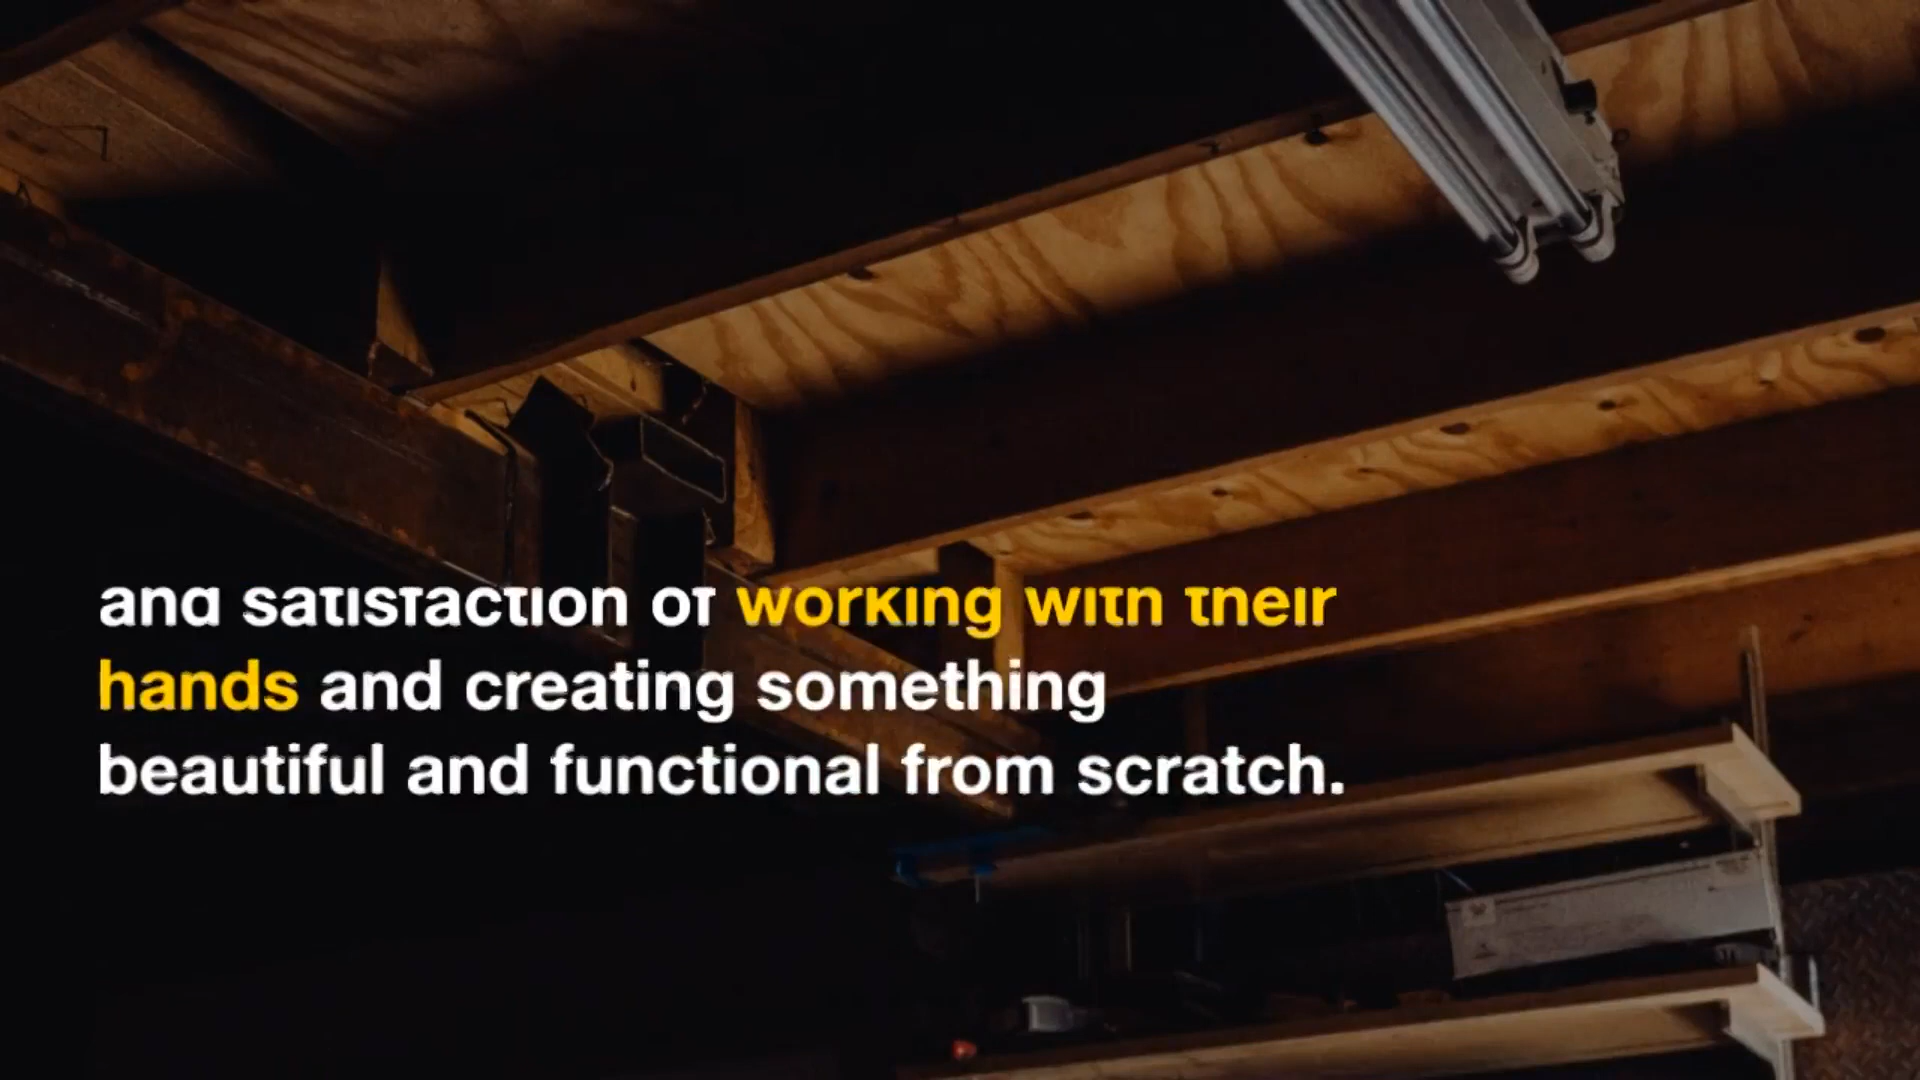 and satisfaction of working with their
hands and creating something
beautiful and functional from scratch.